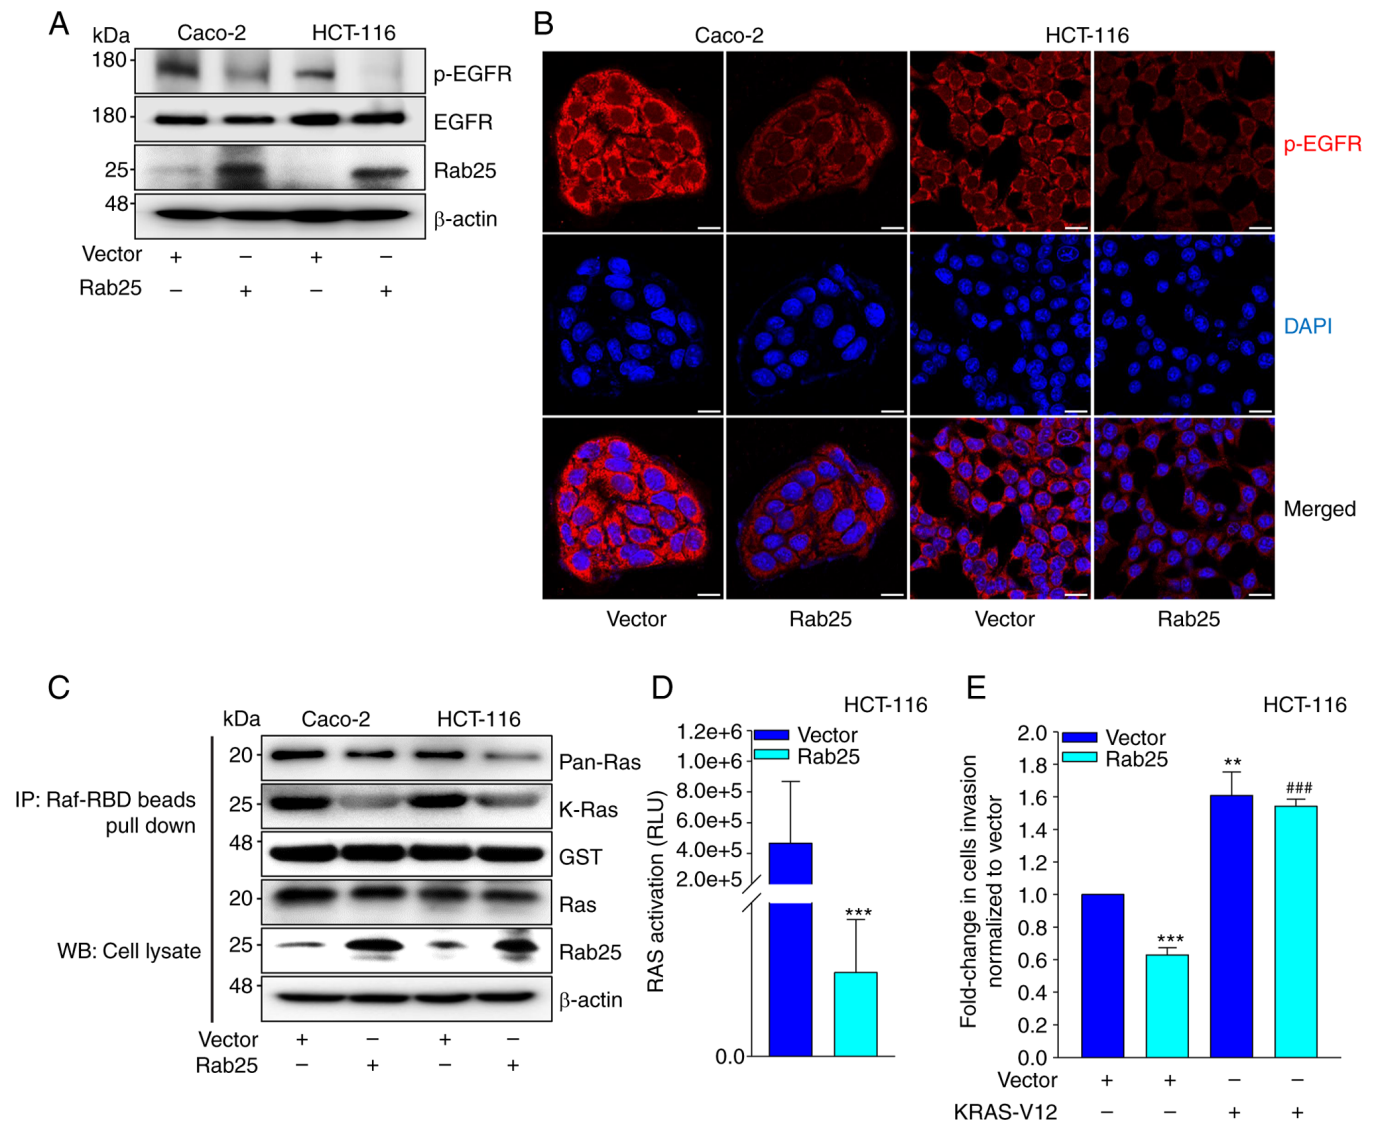 A
kDa
Caco-2
HCT-116
180
p-EGFR
180
EGFR
25
Rab25
48
β-actin
Vector + – + –
Rab25 – + – +
B
Caco-2
HCT-116
p-EGFR
DAPI
Merged
Vector
Rab25
Vector
Rab25
C
kDa
Caco-2
HCT-116
IP: Raf-RBD beads
pull down
20
Pan-Ras
25
K-Ras
48
GST
20
Ras
WB: Cell lysate
25
Rab25
48
β-actin
Vector + – + –
Rab25 – + – +
D
HCT-116
RAS activation (RLU)
1.2e+6
1.0e+6
8.0e+5
6.0e+5
4.0e+5
2.0e+5
0.0
Vector
Rab25
***
E
HCT-116
Fold-change in cells invasion
normalized to vector
2.0
1.8
1.6
1.4
1.2
1.0
0.8
0.6
0.4
0.2
0.0
Vector
Rab25
***
**
###
Vector + + – –
KRAS-V12 – – + +